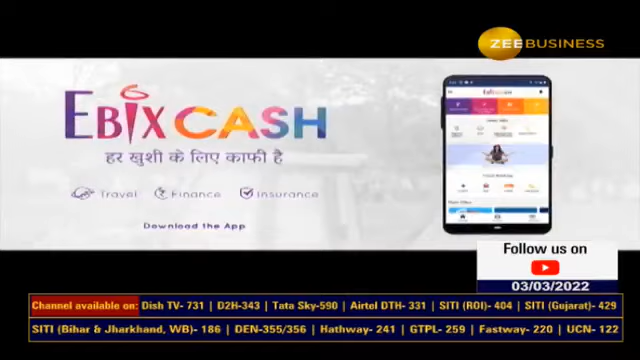 ZEEBUSINESS
EBIXCASH
हर खुशी के लिए काफी है
Travel Finance Insurance
Download the App
Follow us on
03/03/2022
Channel available on: Dish TV- 731 | D2H-343 | Tata Sky-590 | Airtel DTH- 331 | SITI (ROI)- 404 | SITI (Gujarat)- 429
SITI (Bihar & Jharkhand, WB)- 186 | DEN-355/356 | Hathway- 241 | GTPL- 259 | Fastway- 220 | UCN- 122